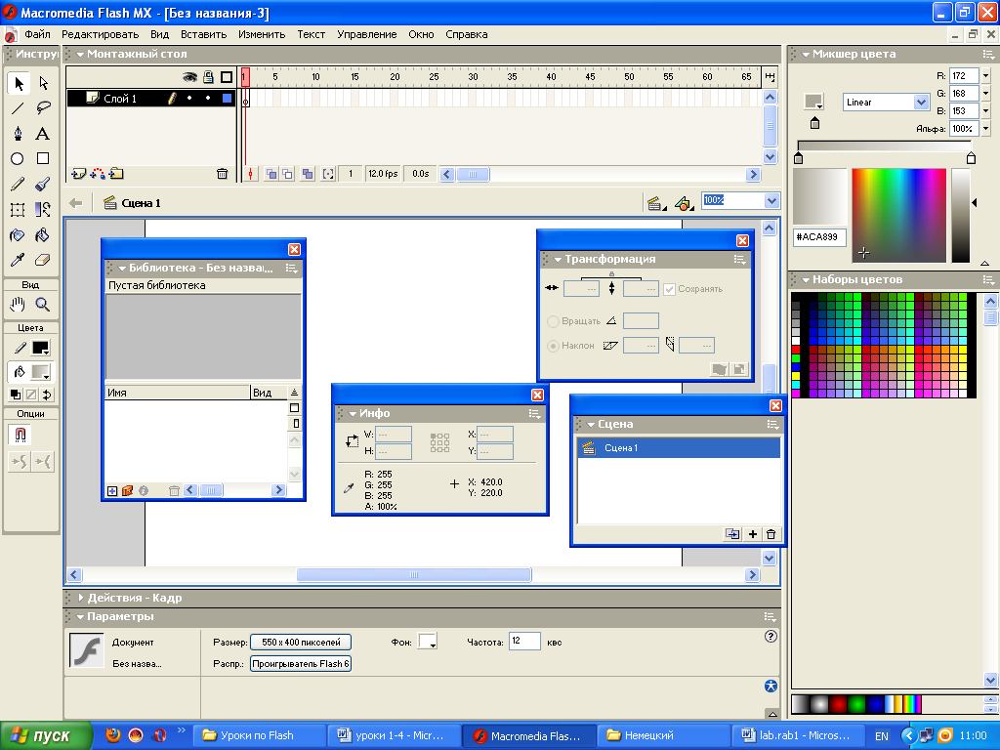 Macromedia Flash MX - [Без названия-3]
Файл Редактировать Вид Вставить Изменить Текст Управление Окно Справка
Инстру
Монтажный стол
1 5 10 15 20 25 30 35 40 45 50 55 60 65
Слой 1
1 12.0 fps 0.0s
Сцена 1
100%
Вид
Цвета
Опции
Библиотека - Без назва...
Пустая библиотека
Имя Вид
Трансформация
--- --- Сохранять
Вращать
Наклон --- ---
Инфо
W: --- X: ---
H: --- Y: ---
R: 255
G: 255
B: 255
A: 100%
X: 420.0
Y: 220.0
Сцена
Сцена 1
Микшер цвета
R: 172
Linear
G: 168
B: 153
Альфа: 100%
#ACA899
Наборы цветов
Действия - Кадр
Параметры
Документ
Без назва...
Размер: 550 x 400 пикселей
Фон:
Частота: 12 квс
Распр.: Проигрыватель Flash 6
пуск
Уроки по Flash
уроки 1-4 - Micr...
Macromedia Flas...
Немецкий
lab.rab1 - Micros...
EN
11:00